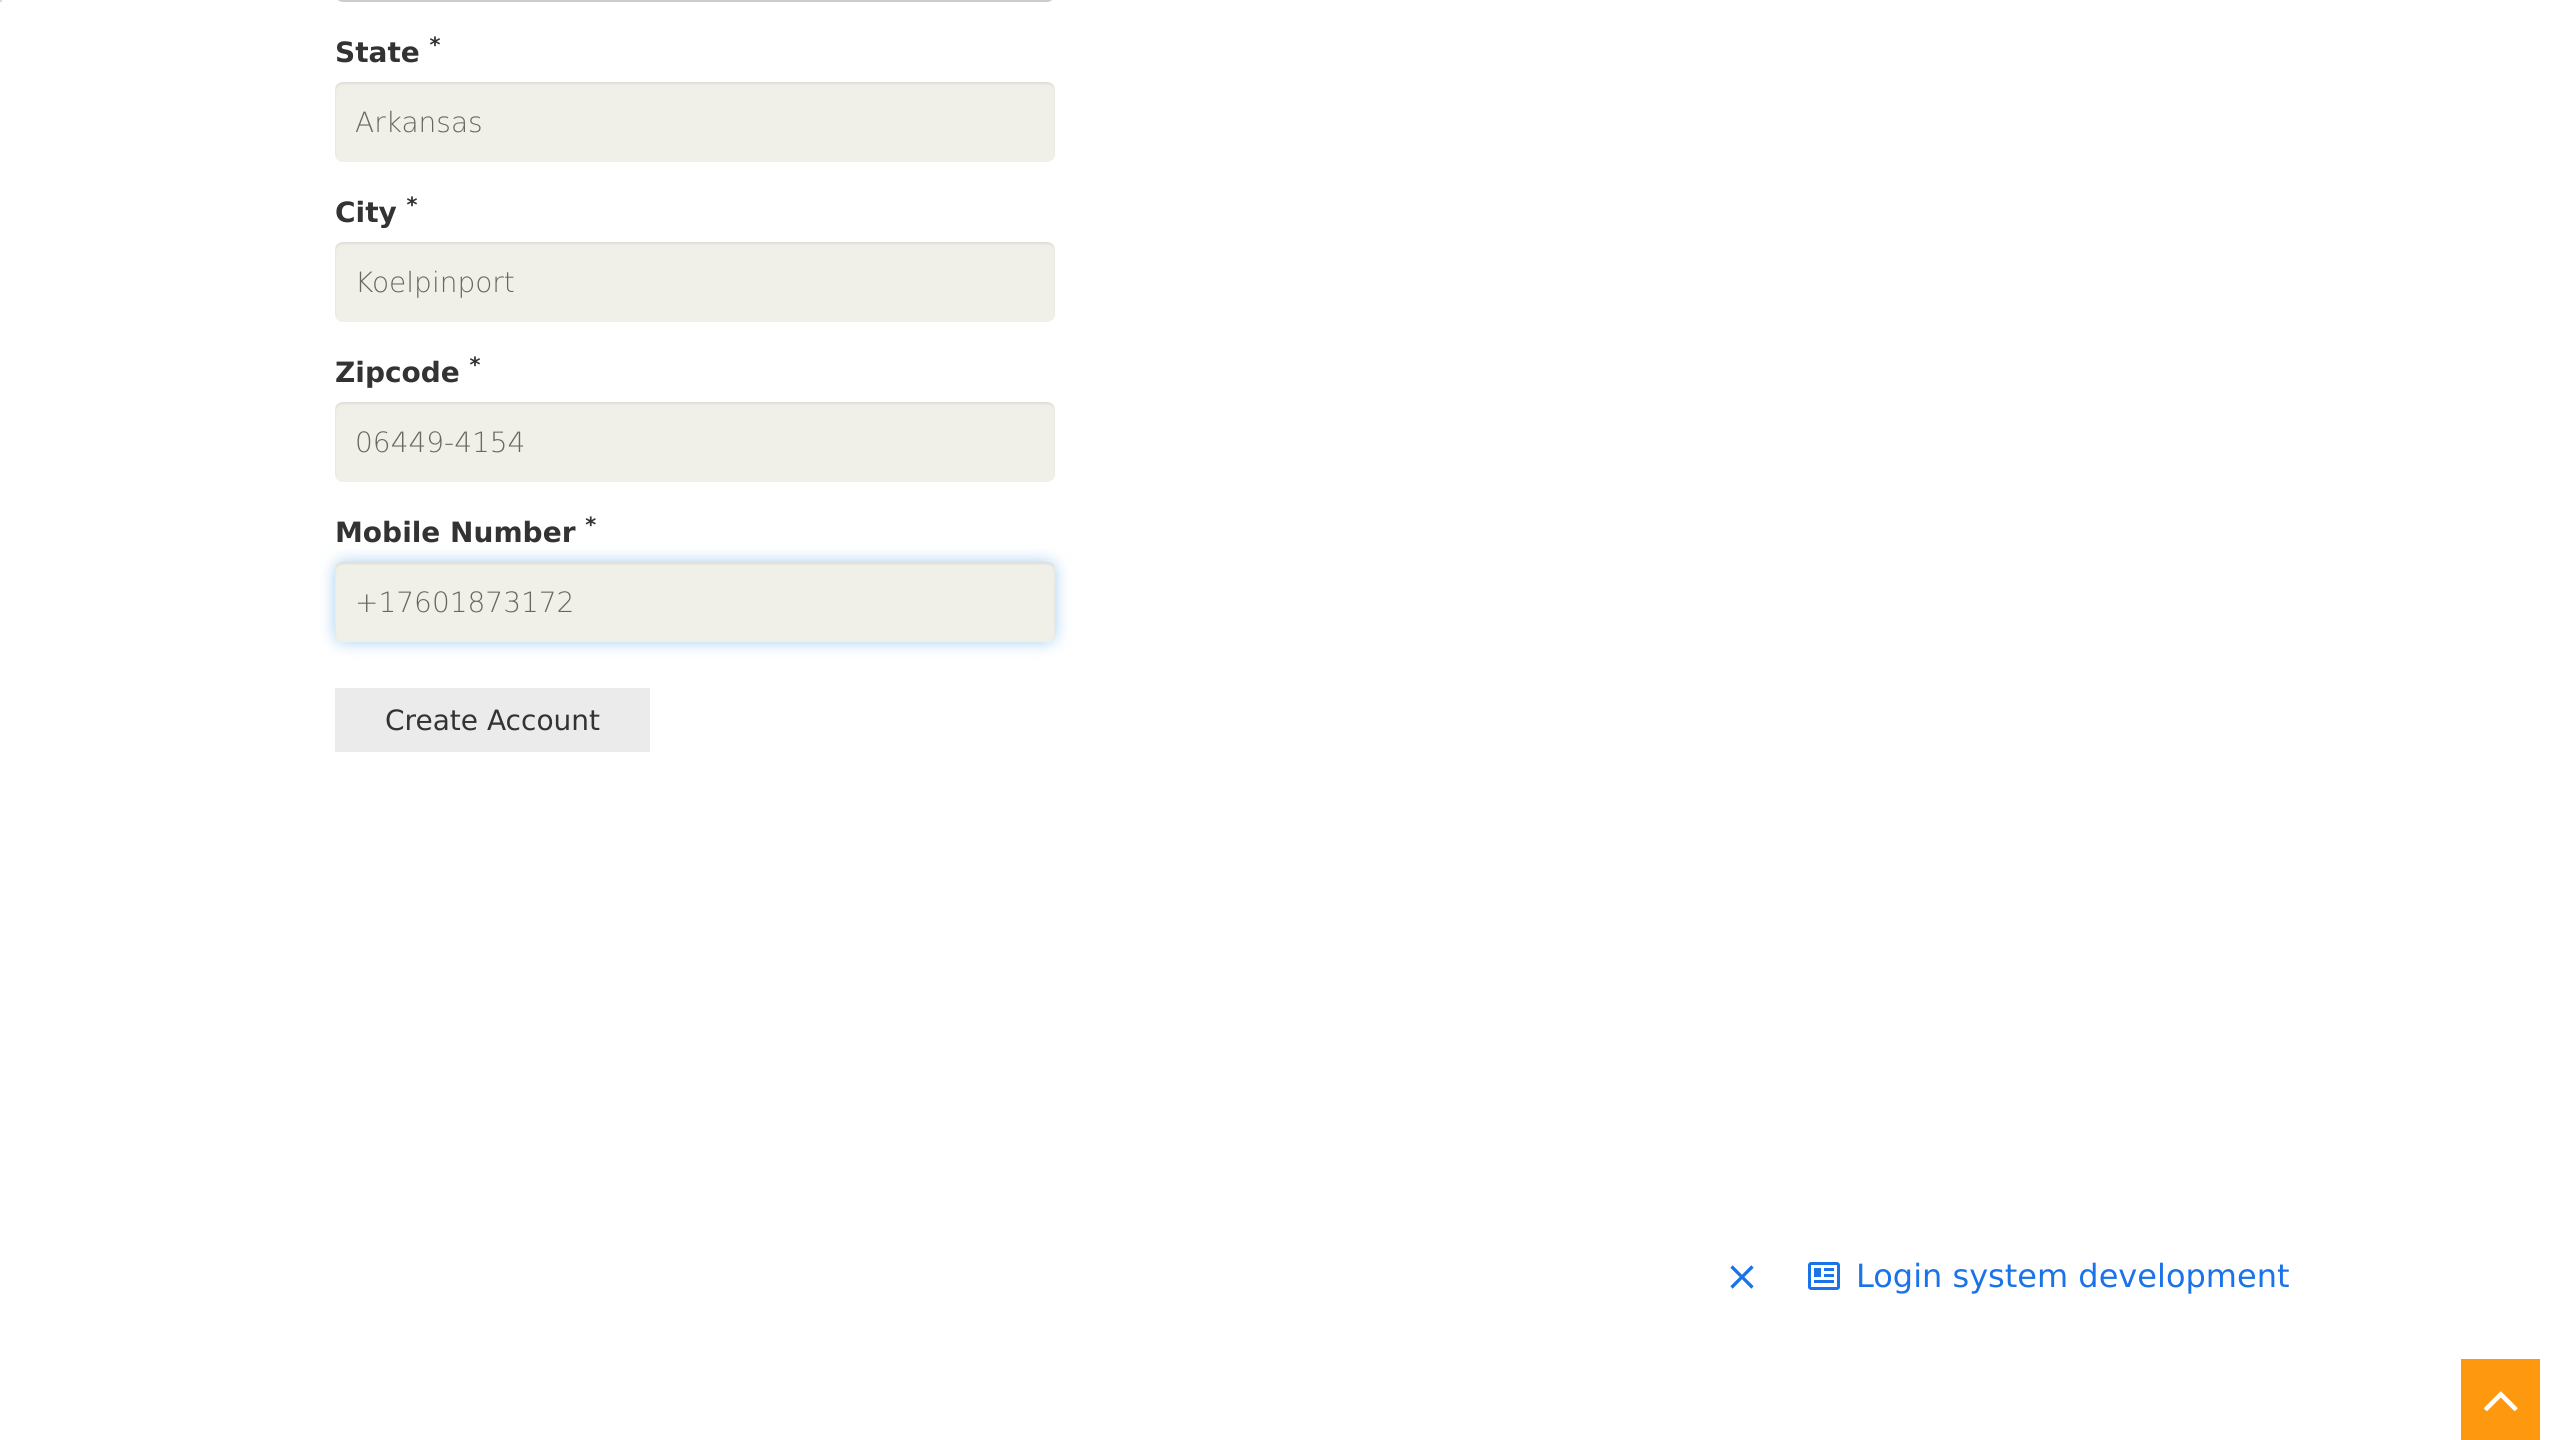 State *
Arkansas
City *
Koelpinport
Zipcode *
06449-4154
Mobile Number *
+17601873172
Create Account
Login system development